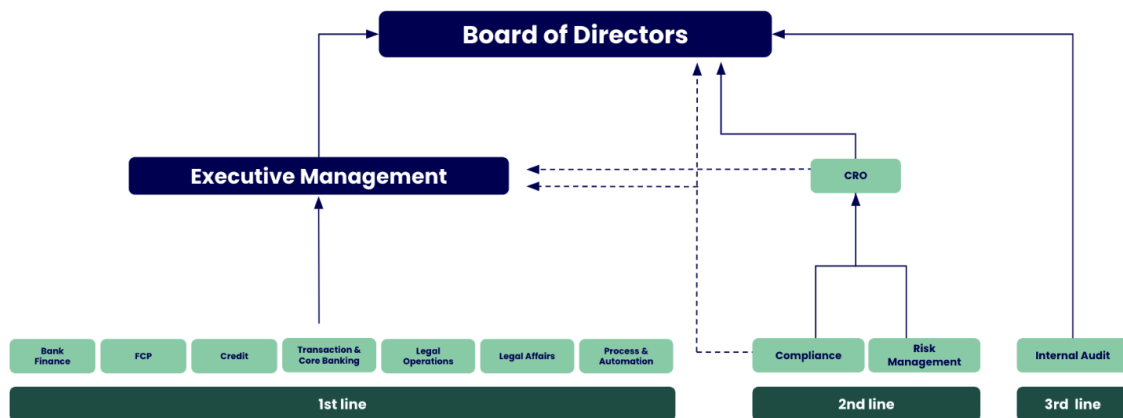 Board of Directors
Executive Management
CRO
Bank
Finance
FCP
Credit
Transaction &
Core Banking
Legal
Operations
Legal Affairs
Process &
Automation
Compliance
Risk
Management
Internal Audit
1st line
2nd line
3rd line